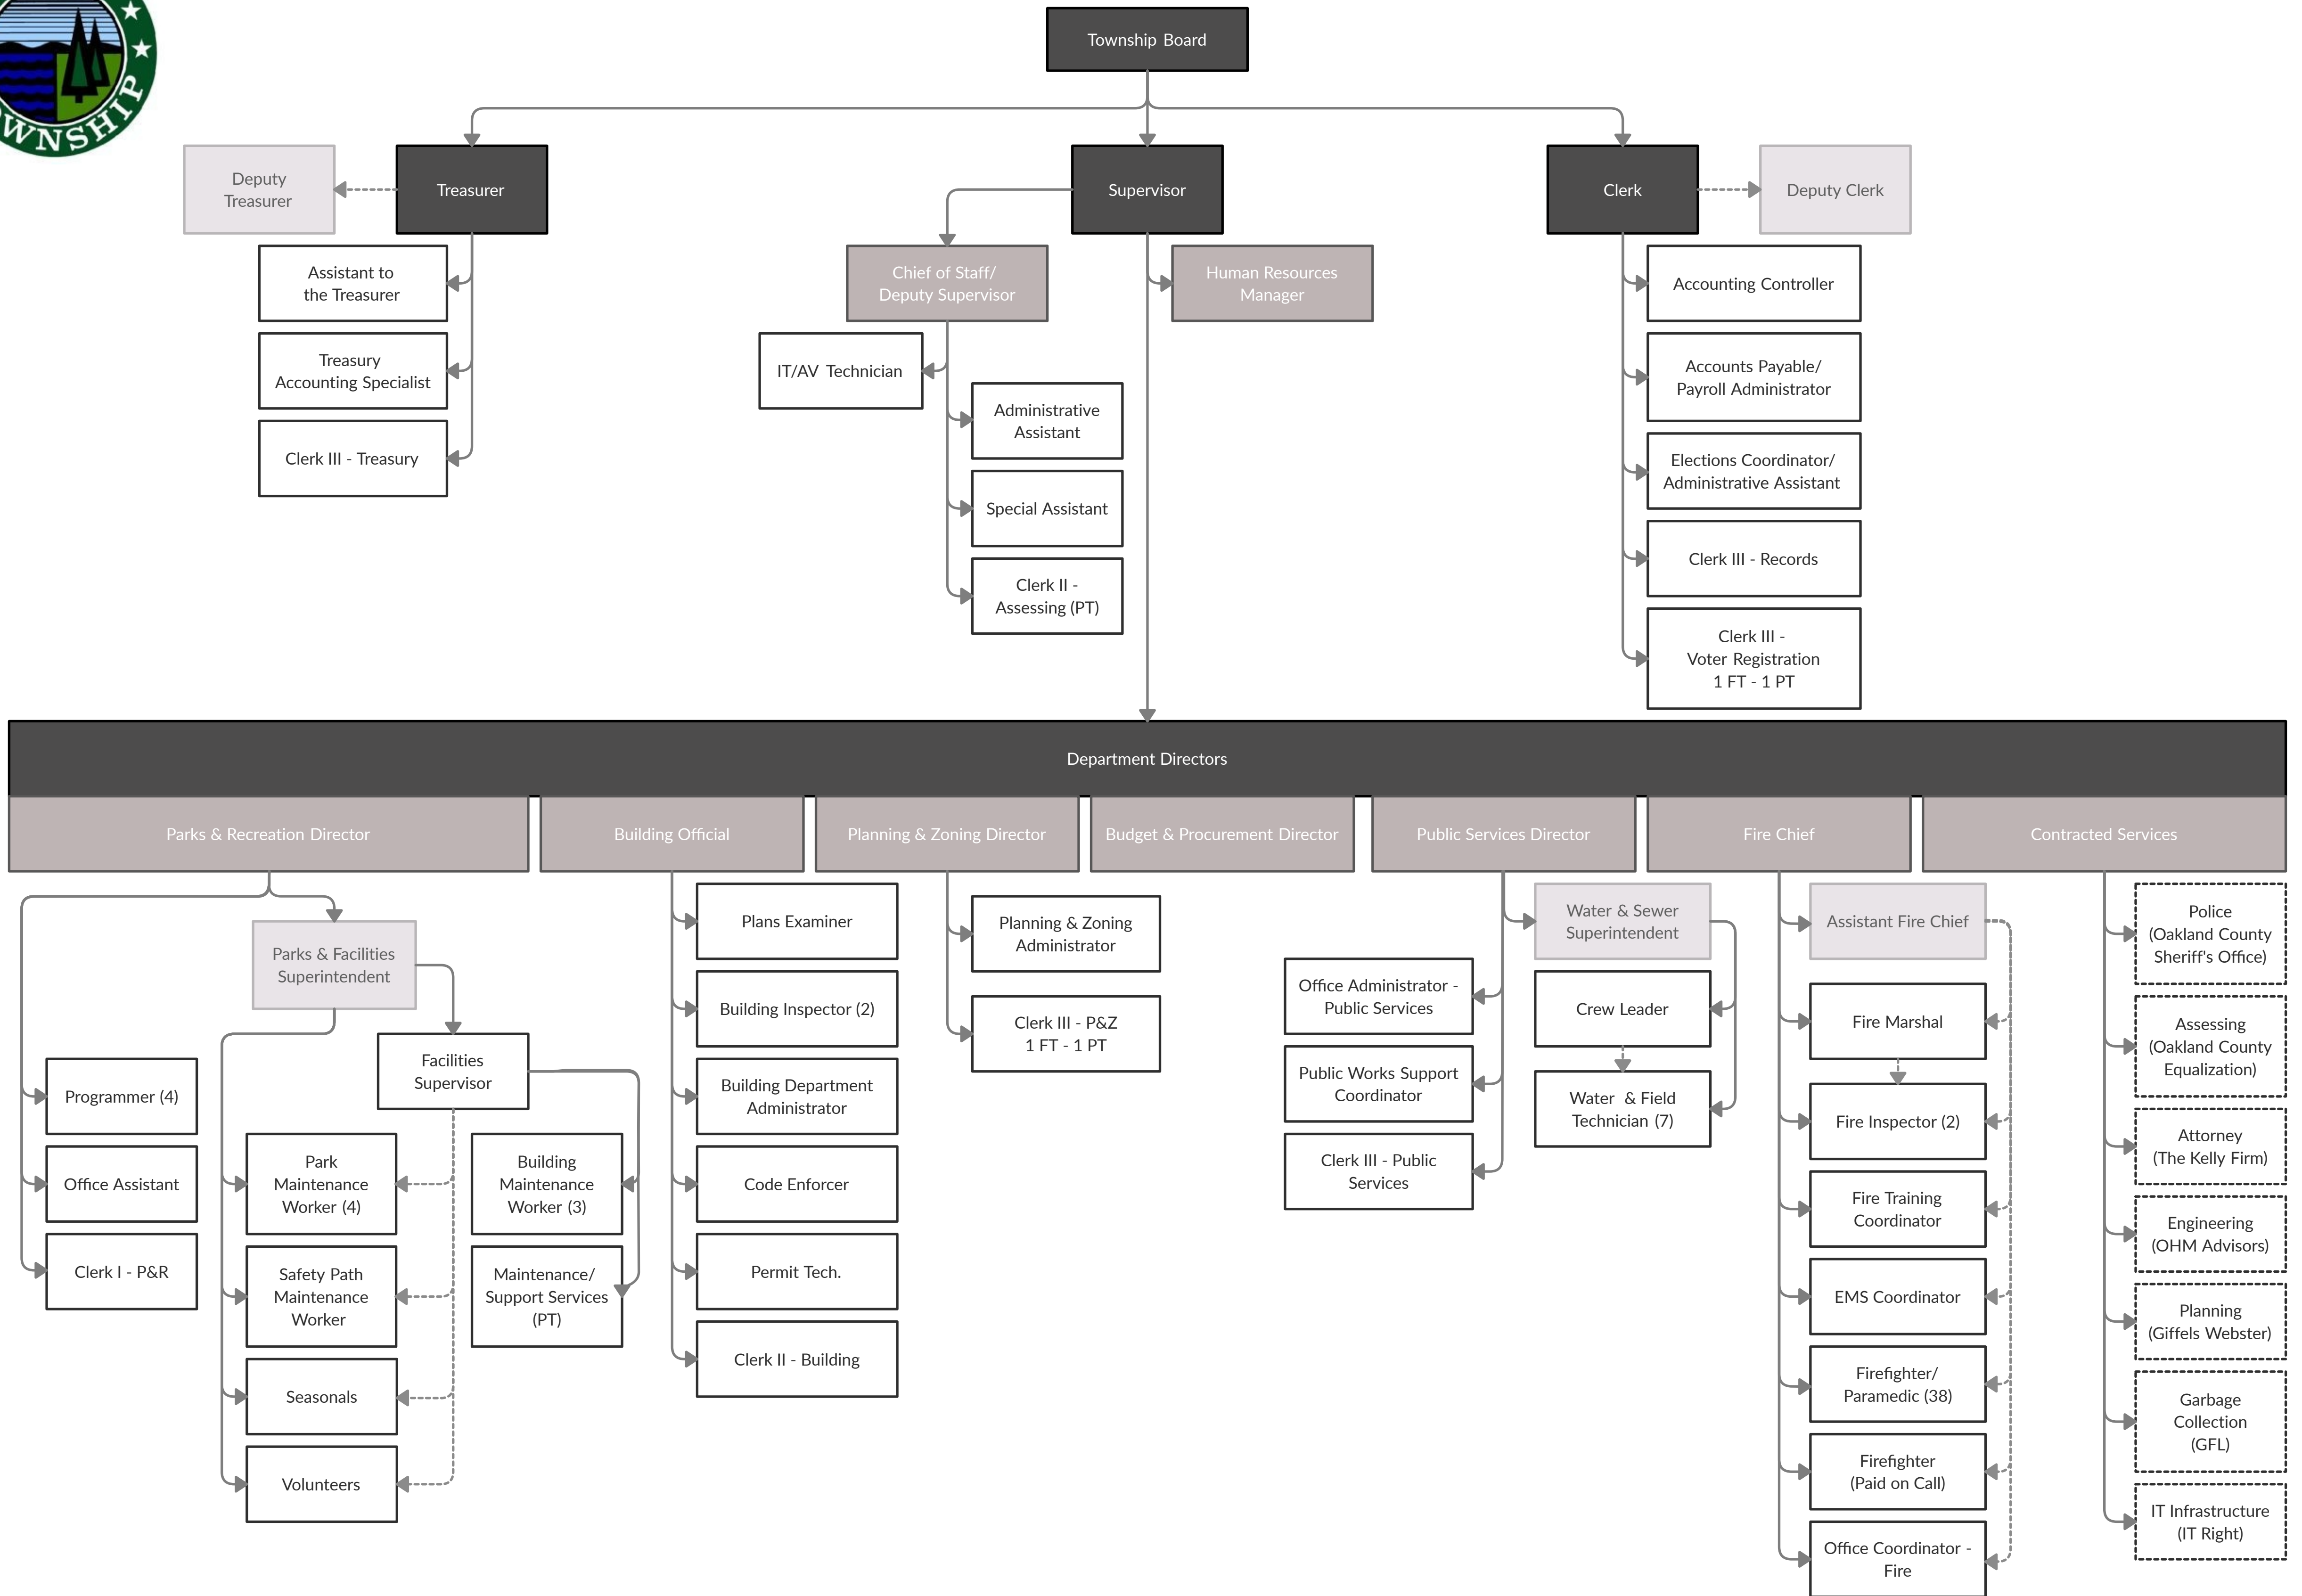 WNSHIP
Township Board
Deputy
Treasurer
Treasurer
Supervisor
Clerk
Deputy Clerk
Assistant to
the Treasurer
Treasury
Accounting Specialist
Clerk III - Treasury
Chief of Staff/
Deputy Supervisor
Human Resources
Manager
IT/AV Technician
Administrative
Assistant
Special Assistant
Clerk II -
Assessing (PT)
Accounting Controller
Accounts Payable/
Payroll Administrator
Elections Coordinator/
Administrative Assistant
Clerk III - Records
Clerk III -
Voter Registration
1 FT - 1 PT
Department Directors
Parks & Recreation Director
Building Official
Planning & Zoning Director
Budget & Procurement Director
Public Services Director
Fire Chief
Contracted Services
Parks & Facilities
Superintendent
Facilities
Supervisor
Programmer (4)
Office Assistant
Clerk I - P&R
Park
Maintenance
Worker (4)
Safety Path
Maintenance
Worker
Seasonals
Volunteers
Building
Maintenance
Worker (3)
Maintenance/
Support Services
(PT)
Plans Examiner
Building Inspector (2)
Building Department
Administrator
Code Enforcer
Permit Tech.
Clerk II - Building
Planning & Zoning
Administrator
Clerk III - P&Z
1 FT - 1 PT
Office Administrator -
Public Services
Public Works Support
Coordinator
Clerk III - Public
Services
Water & Sewer
Superintendent
Crew Leader
Water & Field
Technician (7)
Assistant Fire Chief
Fire Marshal
Fire Inspector (2)
Fire Training
Coordinator
EMS Coordinator
Firefighter/
Paramedic (38)
Firefighter
(Paid on Call)
Office Coordinator -
Fire
Police
(Oakland County
Sheriff's Office)
Assessing
(Oakland County
Equalization)
Attorney
(The Kelly Firm)
Engineering
(OHM Advisors)
Planning
(Giffels Webster)
Garbage
Collection
(GFL)
IT Infrastructure
(IT Right)